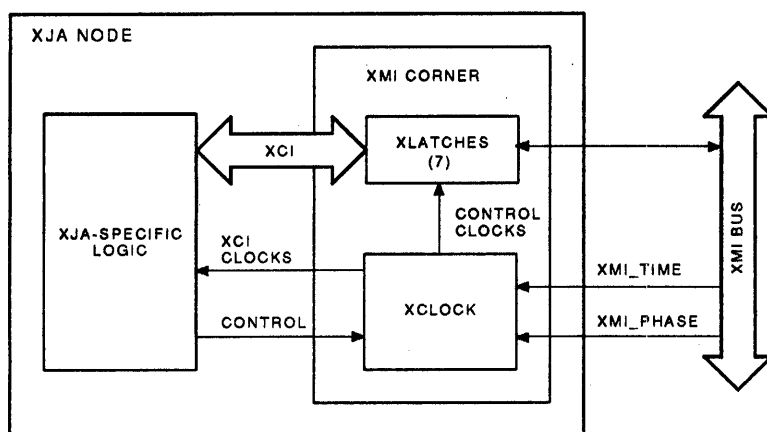 XJA NODE
XMI CORNER
XCI
XLATCHES
(7)
XJA-SPECIFIC
LOGIC
CONTROL
CLOCKS
XCI
CLOCKS
XCLOCK
CONTROL
XMI_TIME
XMI_PHASE
XMI BUS